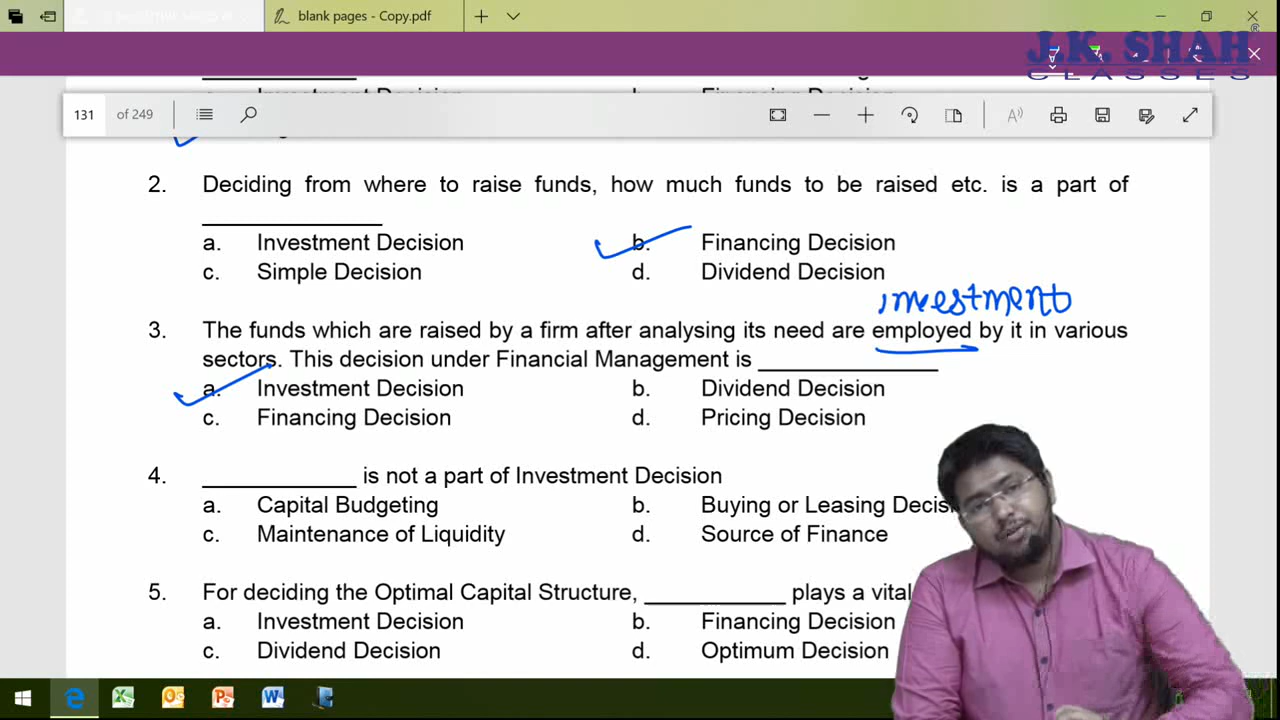 blank pages - Copy.pdf
J.K. SHAH
®
CLASSES
131 of 249
2. Deciding from where to raise funds, how much funds to be raised etc. is a part of
______________
a. Investment Decision b. Financing Decision
c. Simple Decision d. Dividend Decision
investment
3. The funds which are raised by a firm after analysing its need are employed by it in various
sectors. This decision under Financial Management is ______________
a. Investment Decision b. Dividend Decision
c. Financing Decision d. Pricing Decision
4. ____________ is not a part of Investment Decision
a. Capital Budgeting b. Buying or Leasing
c. Maintenance of Liquidity d. Source of Finance
5. For deciding the Optimal Capital Structure, ___________ plays a vital
a. Investment Decision b. Financing Decision
c. Dividend Decision d. Optimum Decision